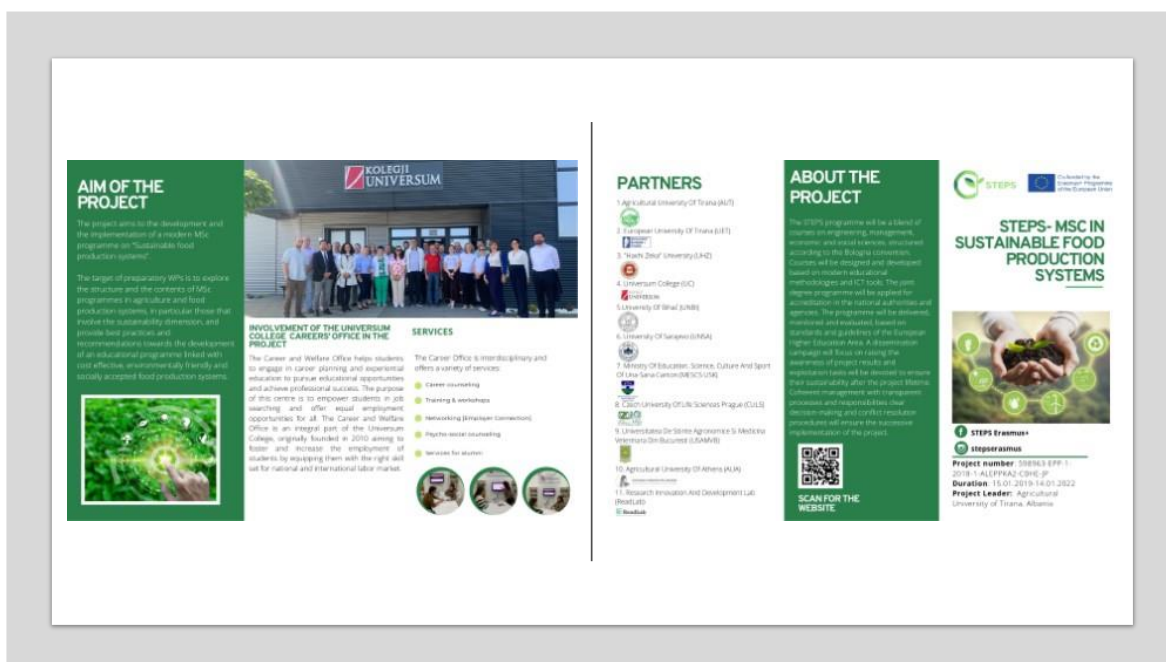 AIM OF THE
PROJECT
The project aims to the development and
the implementation of a modern MSc
programme on "Sustainable food
production systems".
The target of preparatory WPs is to explore
the structure and the contents of MSc
programmes in agriculture and food
production systems, in particular those that
involve the sustainability dimension, and
provide best practices and
recommendations towards the development
of an educational programme linked with
cost effective, environmentally friendly and
socially accepted food production systems.
KOLEGJI
UNIVERSUM
INVOLVEMENT OF THE UNIVERSUM
COLLEGE CAREERS' OFFICE IN THE
PROJECT
The Career and Welfare Office helps students
to engage in career planning and experiential
education to pursue educational opportunities
and achieve professional success. The purpose
of this centre is to empower students in job
searching and offer equal employment
opportunities for all. The Career and Welfare
Office is an integral part of the Universum
College, originally founded in 2010 aiming to
foster and increase the employment of
students by equipping them with the right skill
set for national and international labor market.
SERVICES
The Career Office is interdisciplinary and
offers a variety of services:
Career counseling
Training & workshops
Networking (Employer Connection)
Psycho-social counseling
Services for alumni
PARTNERS
1.Agricultural University Of Tirana (AUT)
2. European University Of Tirana (UET)
3. "Haxhi Zeka" University (UHZ)
4. Universum College (UC)
UNIVERSUM
5.University Of Bihać (UNBI)
6. University Of Sarajevo (UNSA)
7. Ministry Of Education, Science, Culture And Sport
Of Una-Sana Canton (MESCS USK)
8. Czech University Of Life Sciences Prague (CULS)
9. Universitatea De Stiinte Agronomice Si Medicina
Veterinara Din Bucuresti (USAMVB)
10. Agricultural University Of Athens (AUA)
11. Research Innovation And Development Lab
(ReadLab)
ReadLab
ABOUT THE
PROJECT
The STEPS programme will be a blend of
courses on engineering, management,
economic and social sciences, structured
according to the Bologna convention.
Courses will be designed and developed
based on modern educational
methodologies and ICT tools. The joint
degree programme will be applied for
accreditation in the national authorities and
agencies. The programme will be delivered,
monitored and evaluated, based on
standards and guidelines of the European
Higher Education Area. A dissemination
campaign will focus on raising the
awareness of project results and
exploitation tasks will be devoted to ensure
their sustainability after the project lifetime.
Coherent management with transparent
processes and responsibilities clear
decision-making and conflict resolution
procedures will ensure the successive
implementation of the project.
SCAN FOR THE
WEBSITE
STEPS
Co-funded by the
Erasmus+ Programme
of the European Union
STEPS- MSC IN
SUSTAINABLE FOOD
PRODUCTION
SYSTEMS
STEPS Erasmus+
stepserasmus
Project number: 598963-EPP-1-
2018-1-ALEPPKA2-CBHE-JP
Duration: 15.01.2019-14.01.2022
Project Leader: Agricultural
University of Tirana, Albania